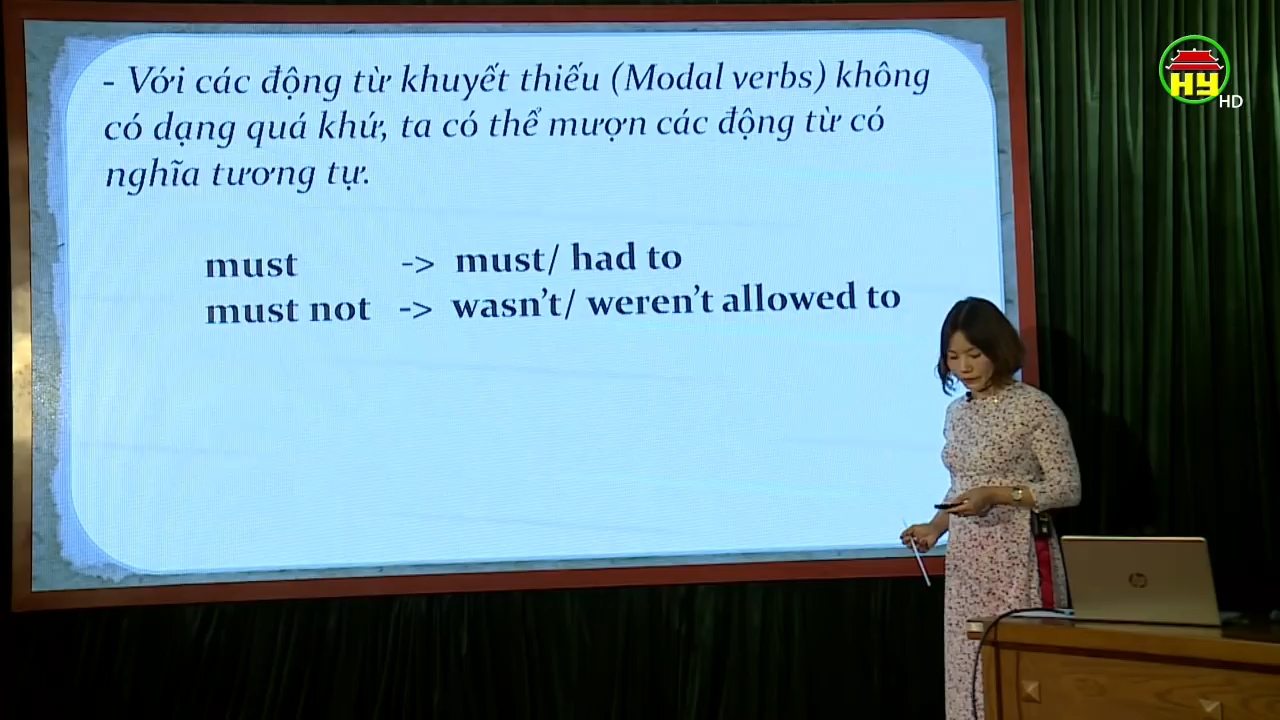 - Với các động từ khuyết thiếu (Modal verbs) không
có dạng quá khứ, ta có thể mượn các động từ có
nghĩa tương tự.
must -> must/ had to
must not -> wasn't/ weren't allowed to
HY
HD
hp